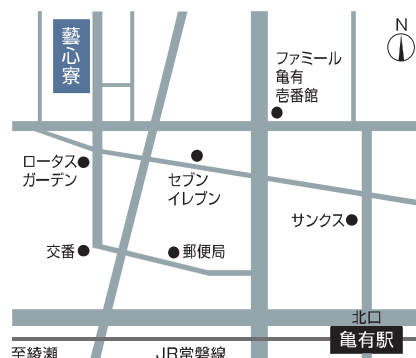 N
藝心寮
ファミール
亀有
壱番館
ロータス
ガーデン
セブン
イレブン
サンクス
交番
郵便局
北口
亀有駅
至綾瀬
JR常磐線